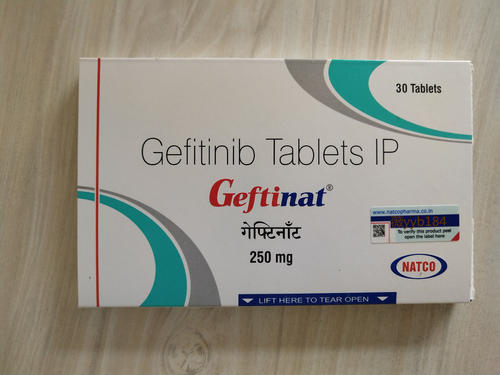 30 Tablets
Gefitinib Tablets IP
Geftinat®
गेफ्टिनाँट
250 mg
www.natcopharma.co.in
To verify this product peel
open the label here
NATCO
LIFT HERE TO TEAR OPEN